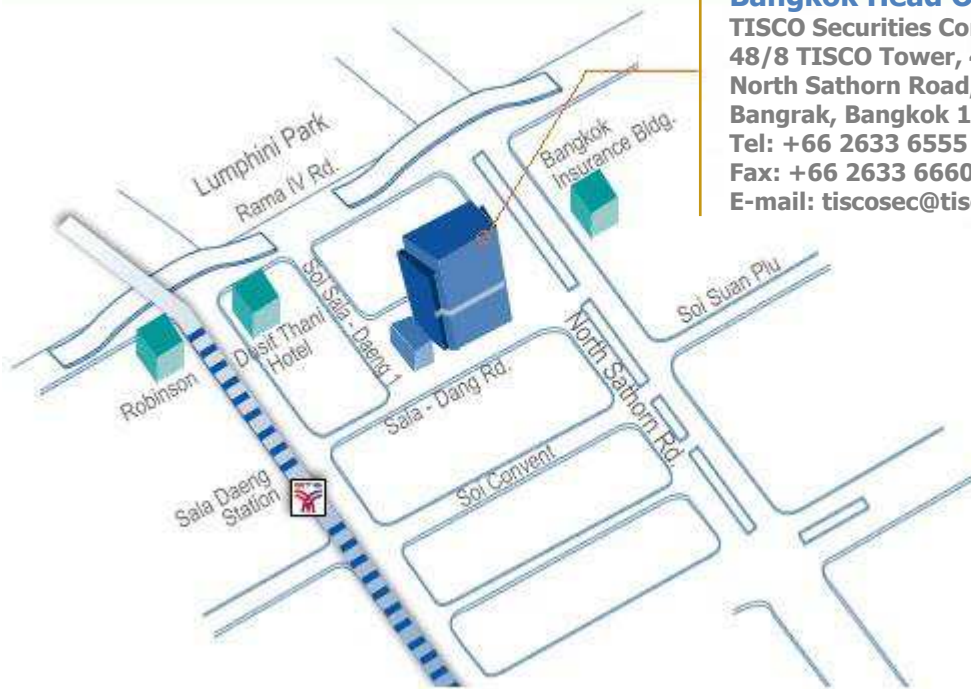 Bangkok Head
TISCO Securities
48/8 TISCO Tower,
North Sathorn Road,
Bangrak, Bangkok 1
Tel: +66 2633 6555
Fax: +66 2633 6660
E-mail: tiscosec@tis
Lumphini Park
Rama IV Rd.
Bangkok
Insurance Bldg.
Soi Sala - Daeng 1
Soi Suan Plu
Dusit Thani
Hotel
Robinson
North Sathorn Rd.
Sala - Dang Rd.
Soi Convent
Sala Daeng
Station